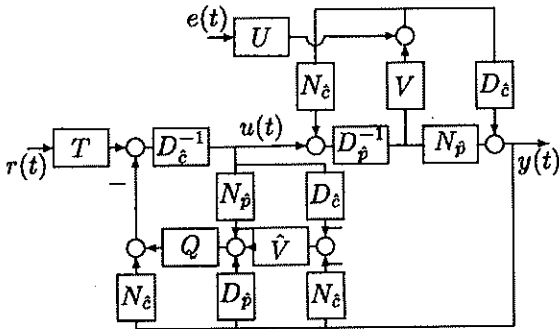 e(t) U
N_ĉ V D_ĉ
r(t) T D_ĉ^{-1} u(t) D_p̂^{-1} N_p̂ y(t)
−
N_p̂ D_ĉ
Q V̂
N_ĉ D_p̂ N_ĉ